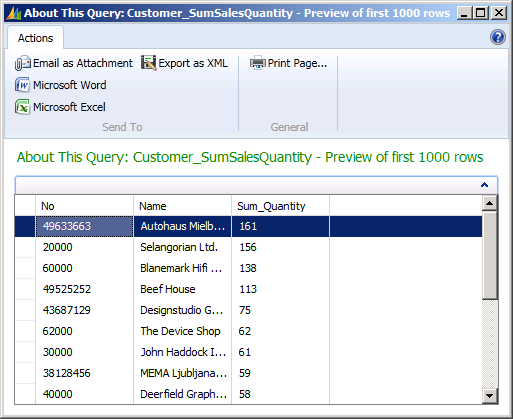 About This Query: Customer_SumSalesQuantity - Preview of first 1000 rows
Actions
Email as Attachment Export as XML Print Page...
Microsoft Word
Microsoft Excel
Send To General
About This Query: Customer_SumSalesQuantity - Preview of first 1000 rows
No Name Sum_Quantity
49633663 Autohaus Mielb... 161
20000 Selangorian Ltd. 156
60000 Blanemark Hifi ... 138
49525252 Beef House 113
43687129 Designstudio G... 75
62000 The Device Shop 62
30000 John Haddock I... 61
38128456 MEMA Ljubljana... 59
40000 Deerfield Graph... 58